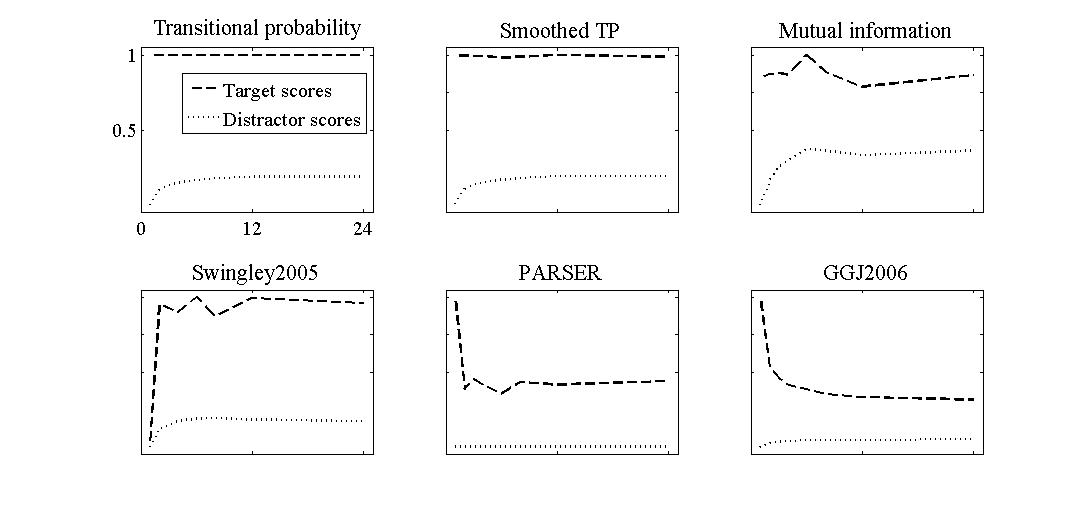 Transitional probability
Smoothed TP
Mutual information
1
Target scores
Distractor scores
0.5
0
12
24
Swingley2005
PARSER
GGJ2006